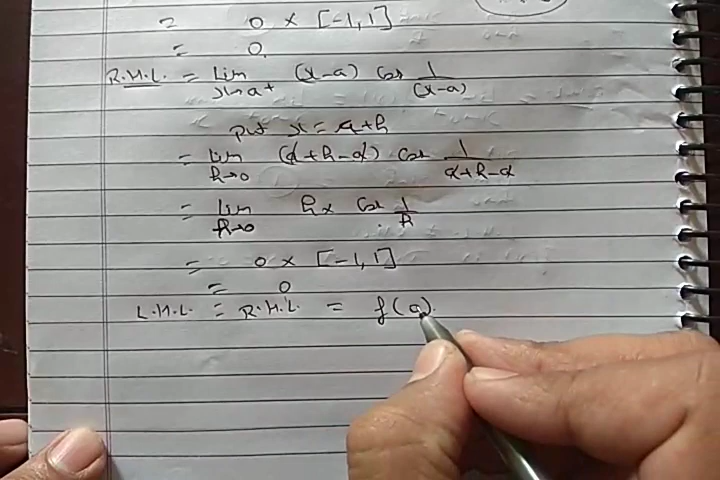 = 0 × [-1, 1]
= 0.
R.H.L. = Lim x→a+ (x-a) Cos 1/(x-a)
put x = a+h
= Lim h→0 (a+h-a) Cos 1/a+h-a
= Lim h→0 h × Cos 1/h
= 0 × [-1, 1]
= 0
L.H.L. = R.H.L. = f(a).